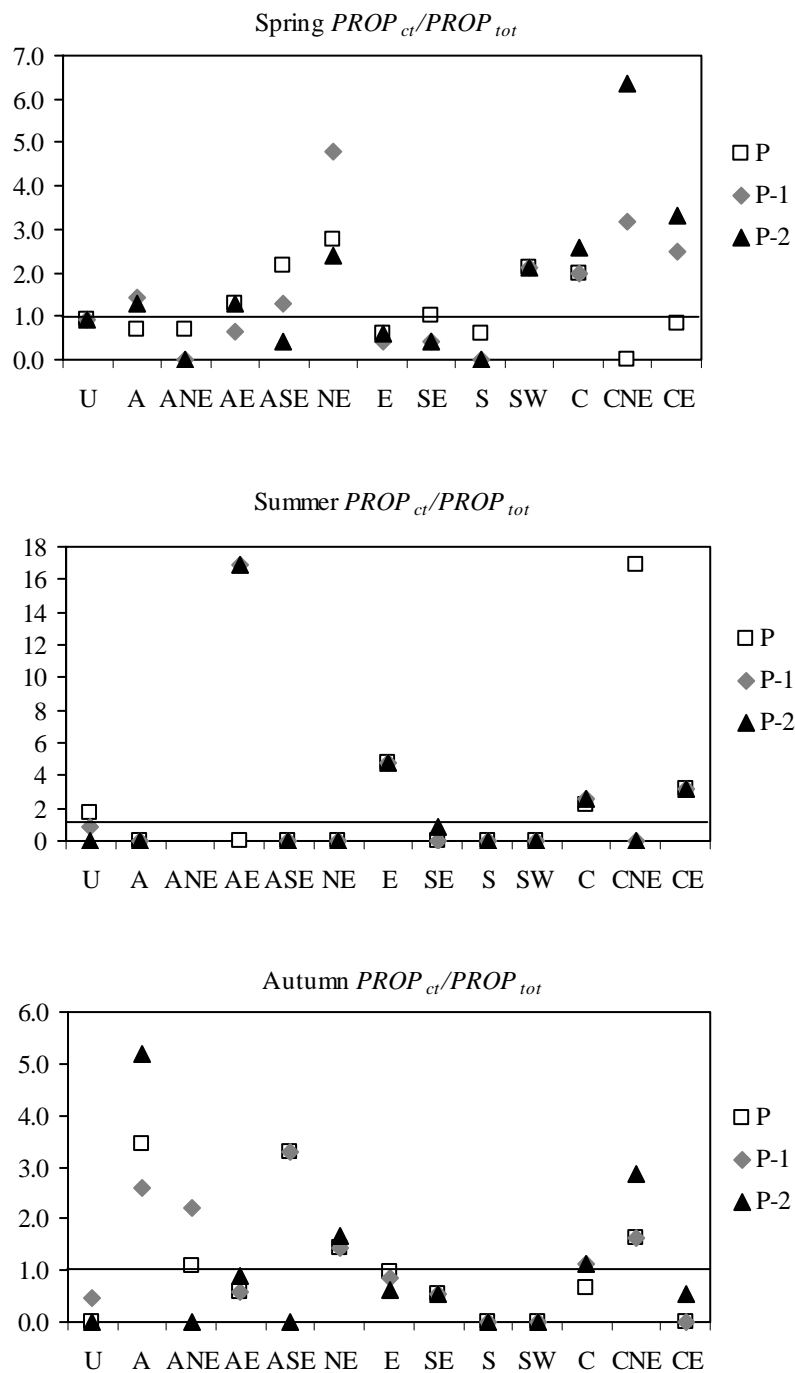 Spring PROP ct/PROP tot
7.0
6.0
5.0
4.0
3.0
2.0
1.0
0.0
U A ANE AE ASE NE E SE S SW C CNE CE
P
P-1
P-2
Summer PROP ct/PROP tot
18
16
14
12
10
8
6
4
2
0
U A ANE AE ASE NE E SE S SW C CNE CE
P
P-1
P-2
Autumn PROP ct/PROP tot
6.0
5.0
4.0
3.0
2.0
1.0
0.0
U A ANE AE ASE NE E SE S SW C CNE CE
P
P-1
P-2